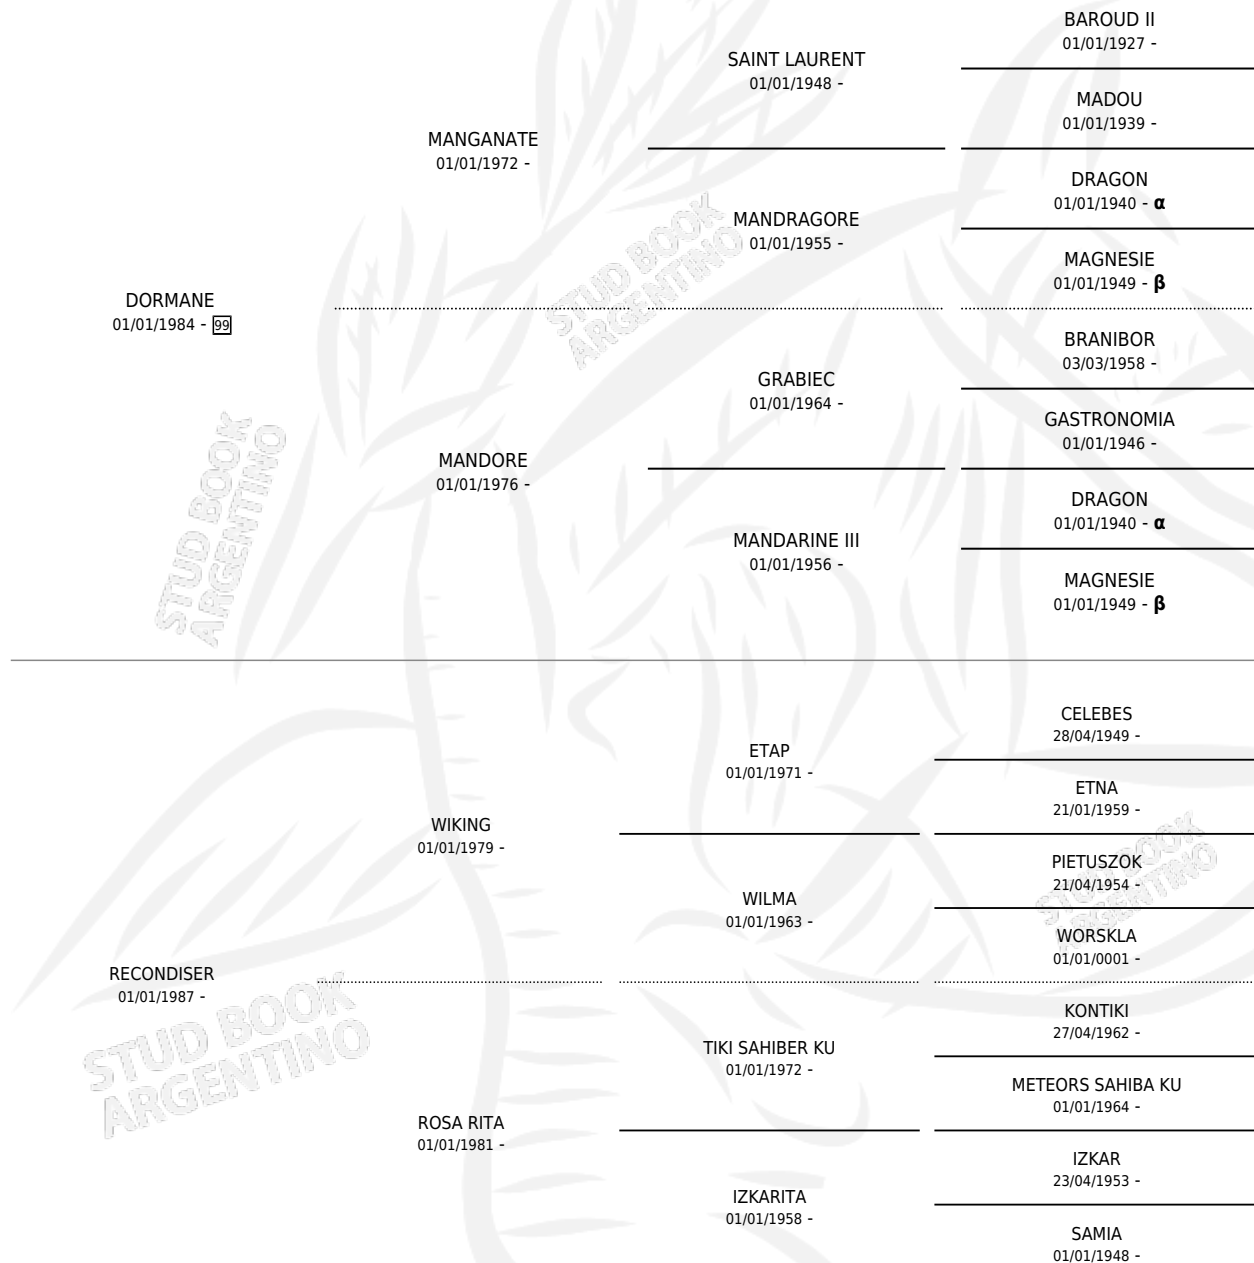 BAROUD II
01/01/1927 -
SAINT LAURENT
01/01/1948 -
MADOU
01/01/1939 -
MANGANATE
01/01/1972 -
DRAGON
01/01/1940 - α
MANDRAGORE
01/01/1955 -
MAGNESIE
01/01/1949 - β
DORMANE
01/01/1984 - 99
BRANIBOR
03/03/1958 -
GRABIEC
01/01/1964 -
GASTRONOMIA
01/01/1946 -
MANDORE
01/01/1976 -
DRAGON
01/01/1940 - α
MANDARINE III
01/01/1956 -
MAGNESIE
01/01/1949 - β
CELEBES
28/04/1949 -
ETAP
01/01/1971 -
ETNA
21/01/1959 -
WIKING
01/01/1979 -
PIETUSZOK
21/04/1954 -
WILMA
01/01/1963 -
WORSKLA
01/01/0001 -
RECONDISER
01/01/1987 -
KONTIKI
27/04/1962 -
TIKI SAHIBER KU
01/01/1972 -
METEORS SAHIBA KU
01/01/1964 -
ROSA RITA
01/01/1981 -
IZKAR
23/04/1953 -
IZKARITA
01/01/1958 -
SAMIA
01/01/1948 -
STUD BOOK
ARGENTINO
STUD BOOK
ARGENTINO
STUD BOOK
ARGENTINO
STUD BOOK
ARGENTINO